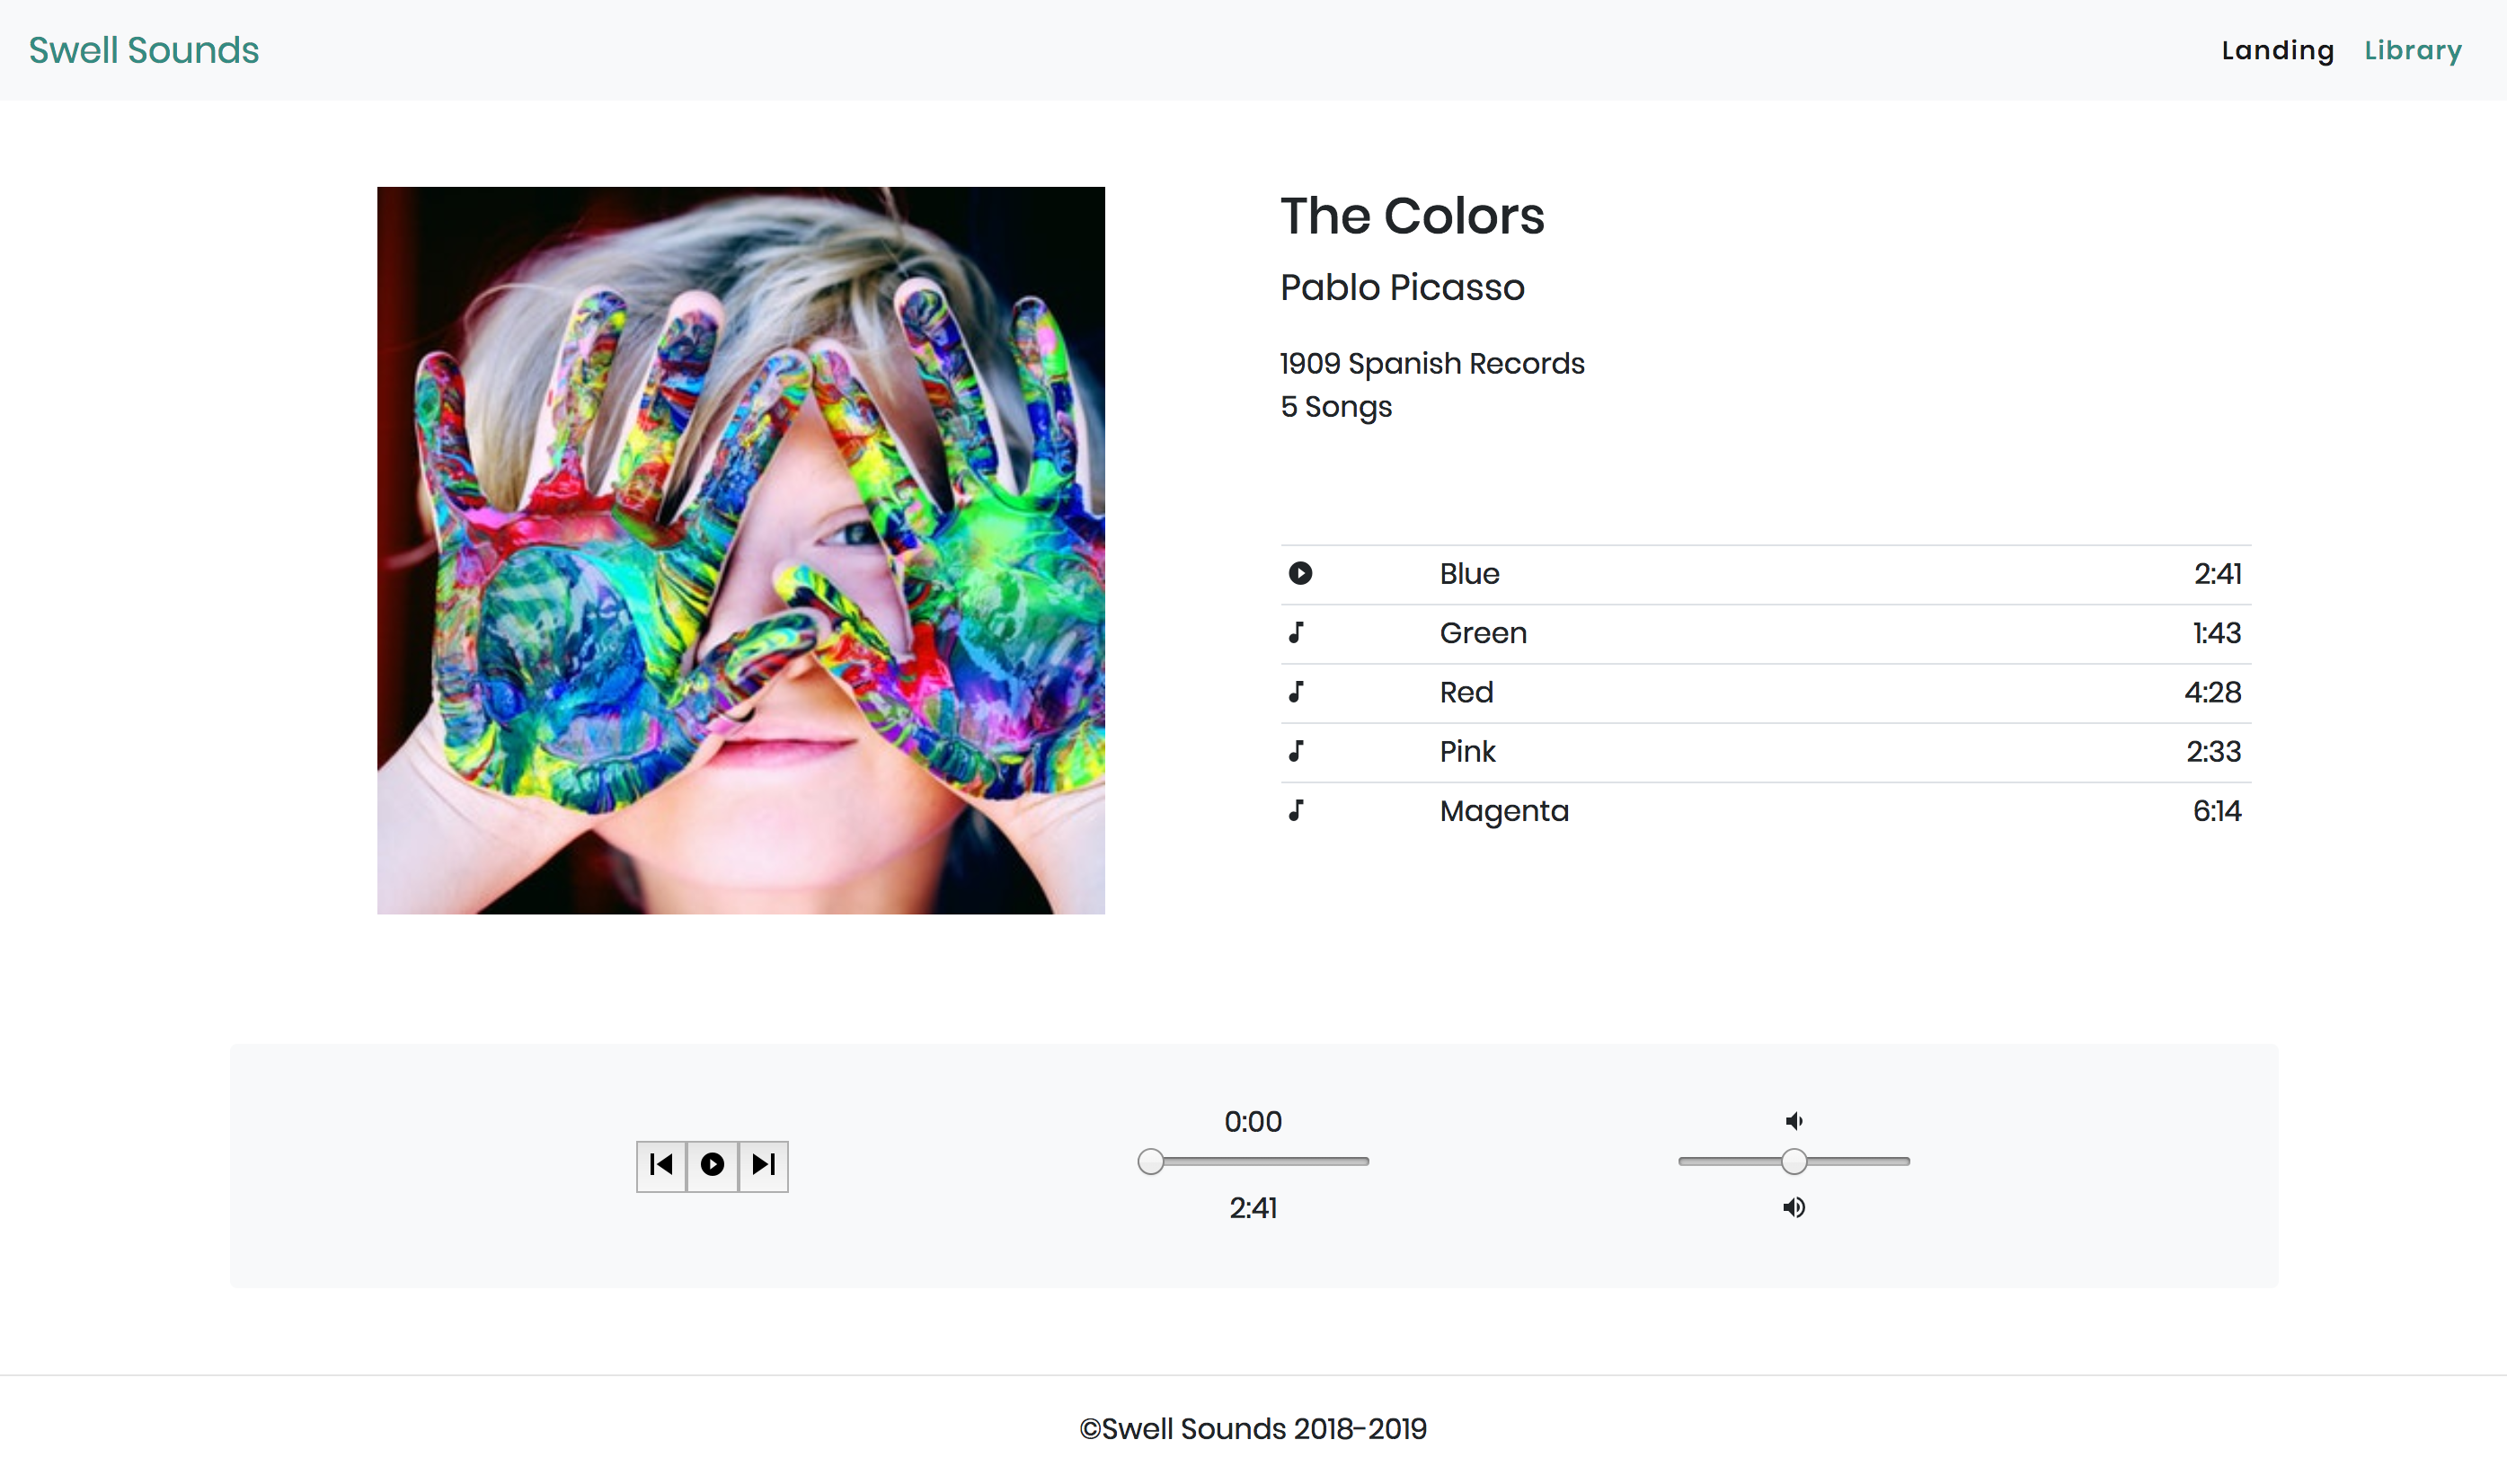 Swell Sounds
Landing Library
The Colors
Pablo Picasso
1909 Spanish Records
5 Songs
Blue 2:41
Green 1:43
Red 4:28
Pink 2:33
Magenta 6:14
0:00
2:41
©Swell Sounds 2018-2019